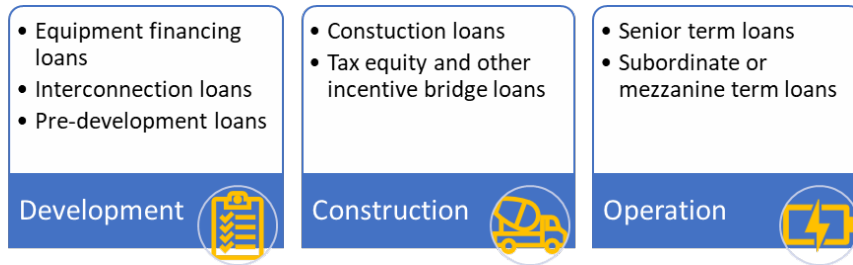 • Equipment financing
loans
• Interconnection loans
• Pre-development loans
Development
• Constuction loans
• Tax equity and other
incentive bridge loans
Construction
• Senior term loans
• Subordinate or
mezzanine term loans
Operation